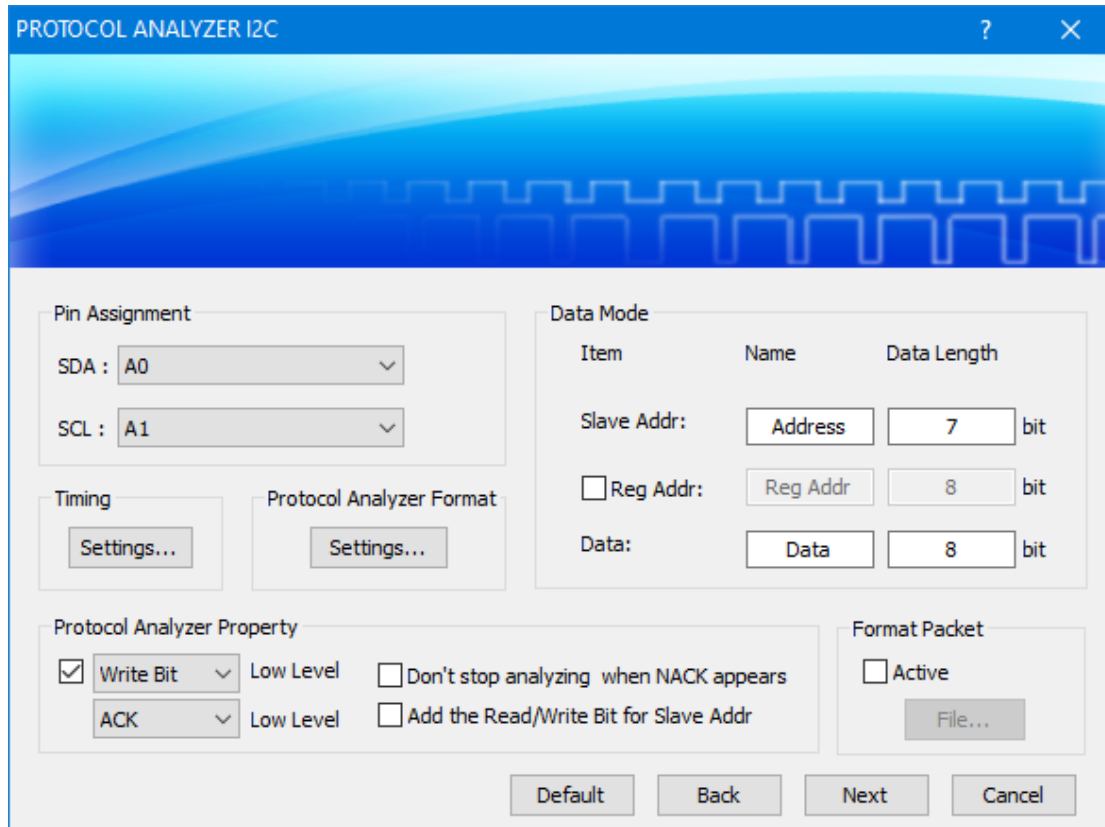 PROTOCOL ANALYZER I2C ?
Pin Assignment
SDA : A0
SCL : A1
Timing
Settings...
Protocol Analyzer Format
Settings...
Data Mode
Item Name Data Length
Slave Addr: Address 7 bit
Reg Addr: Reg Addr 8 bit
Data: Data 8 bit
Protocol Analyzer Property
Write Bit Low Level
ACK Low Level
Don't stop analyzing when NACK appears
Add the Read/Write Bit for Slave Addr
Format Packet
Active
File...
Default Back Next Cancel